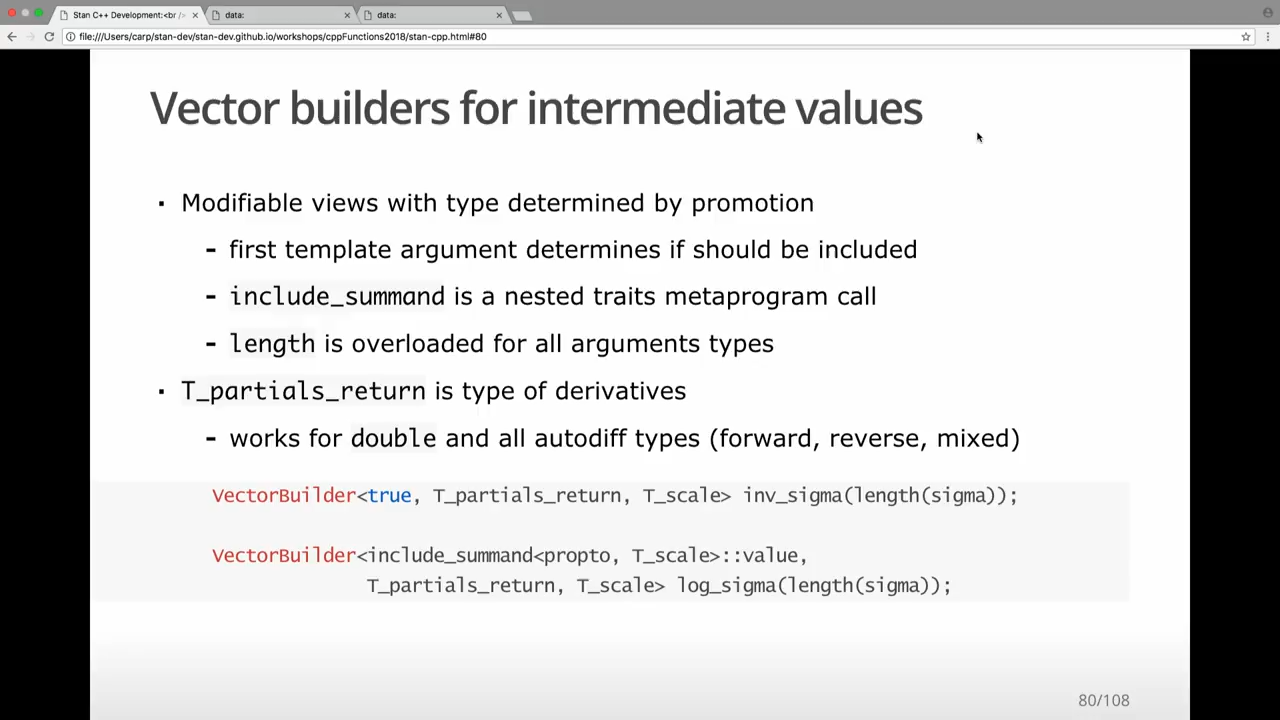 Stan C++ Development:<br />
data:
data:
file:///Users/carp/stan-dev/stan-dev.github.io/workshops/cppFunctions2018/stan-cpp.html#80
Vector builders for intermediate values
▪ Modifiable views with type determined by promotion
- first template argument determines if should be included
- include_summand is a nested traits metaprogram call
- length is overloaded for all arguments types
▪ T_partials_return is type of derivatives
- works for double and all autodiff types (forward, reverse, mixed)
VectorBuilder<true, T_partials_return, T_scale> inv_sigma(length(sigma));
VectorBuilder<include_summand<propto, T_scale>::value,
T_partials_return, T_scale> log_sigma(length(sigma));
80/108